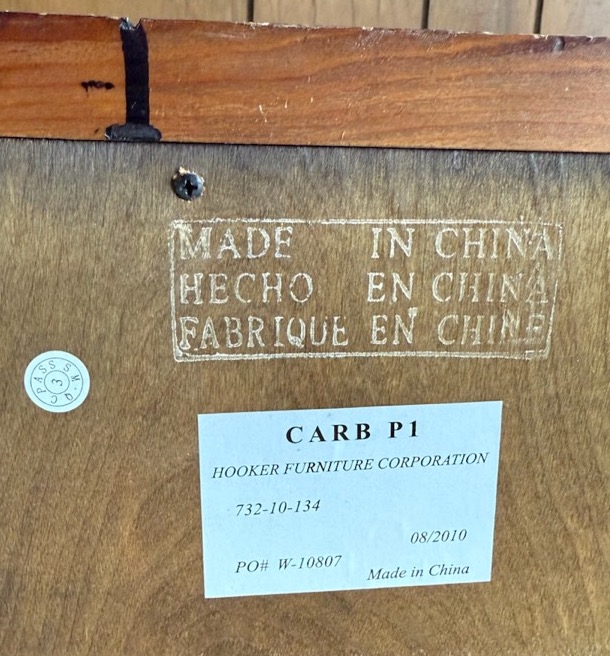 MADE IN CHINA
HECHO EN CHINA
FABRIQUE EN CHINE
S.M.QC PASS
3
CARB P1
HOOKER FURNITURE CORPORATION
732-10-134
08/2010
PO# W-10807
Made in China